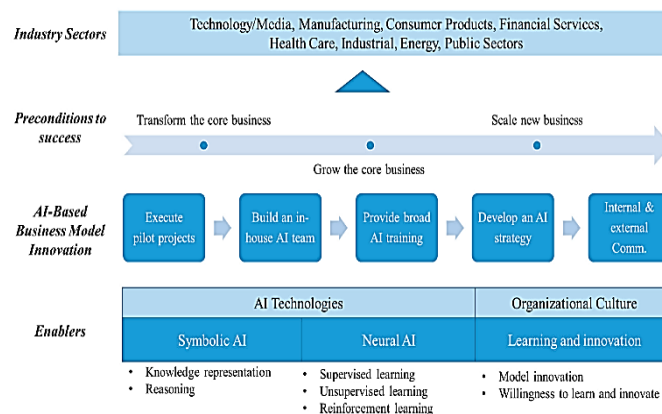 Industry Sectors
Technology/Media, Manufacturing, Consumer Products, Financial Services,
Health Care, Industrial, Energy, Public Sectors
Preconditions to
success
Transform the core business
Scale new business
Grow the core business
AI-Based
Business Model
Innovation
Execute
pilot projects
Build an in-
house AI team
Provide broad
AI training
Develop an AI
strategy
Internal &
external
Comm.
Enablers
AI Technologies
Organizational Culture
Symbolic AI
Neural AI
Learning and innovation
• Knowledge representation
• Reasoning
• Supervised learning
• Unsupervised learning
• Reinforcement learning
• Model innovation
• Willingness to learn and innovate